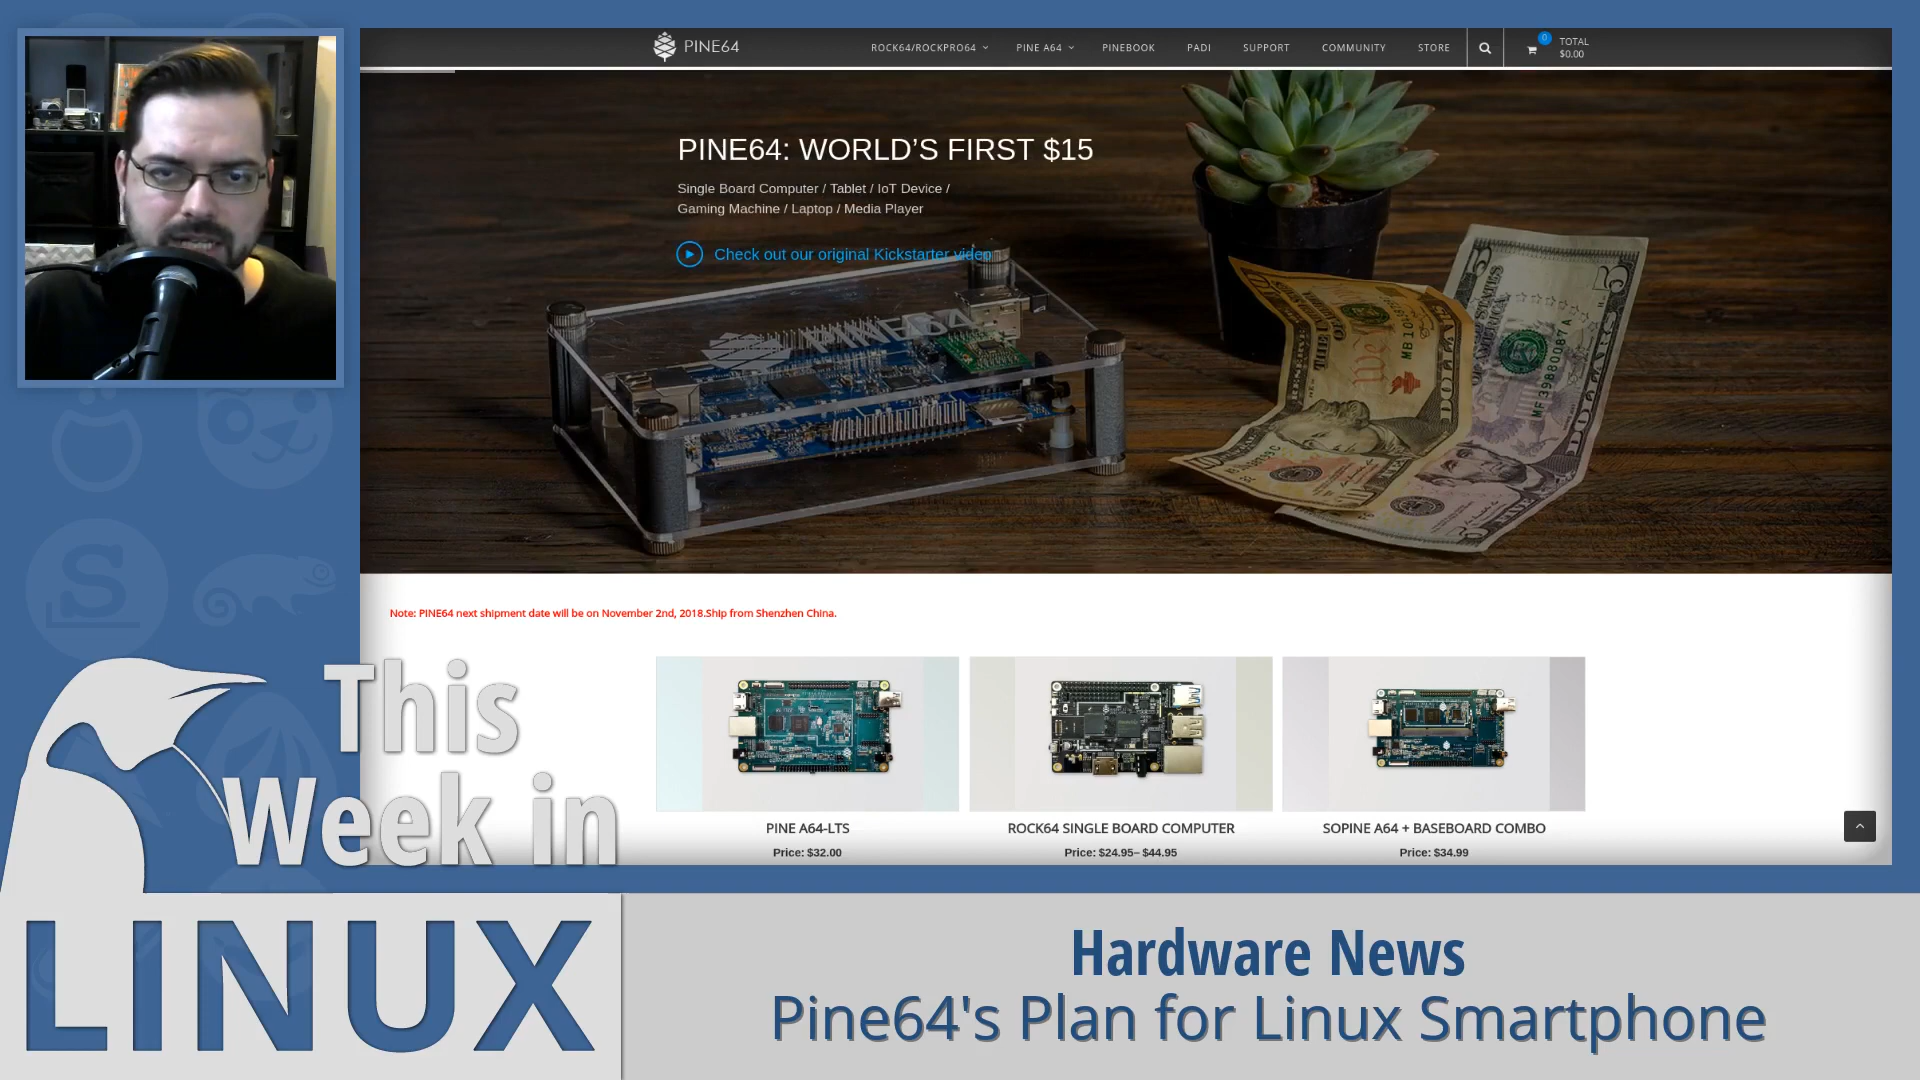 PINE64
ROCK64/ROCKPRO64
PINE A64
PINEBOOK
PADI
SUPPORT
COMMUNITY
STORE
0
TOTAL
$0.00
PINE64: WORLD’S FIRST $15
Single Board Computer / Tablet / IoT Device /
Gaming Machine / Laptop / Media Player
Check out our original Kickstarter video
PINE64
MF39880087A
Note: PINE64 next shipment date will be on November 2nd, 2018.Ship from Shenzhen China.
PINE A64-LTS
Price: $32.00
ROCK64 SINGLE BOARD COMPUTER
Price: $24.95– $44.95
SOPINE A64 + BASEBOARD COMBO
Price: $34.99
This
Week in
LINUX
Hardware News
Pine64's Plan for Linux Smartphone